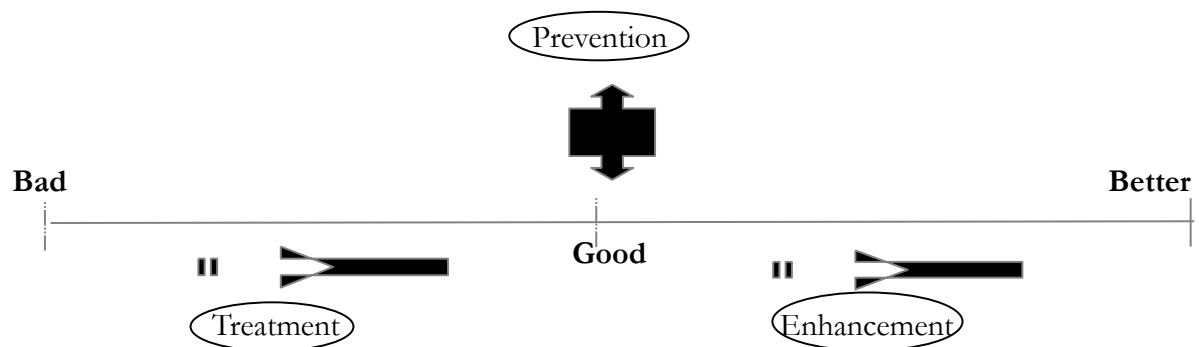 Prevention
Bad
Better
Good
Treatment
Enhancement